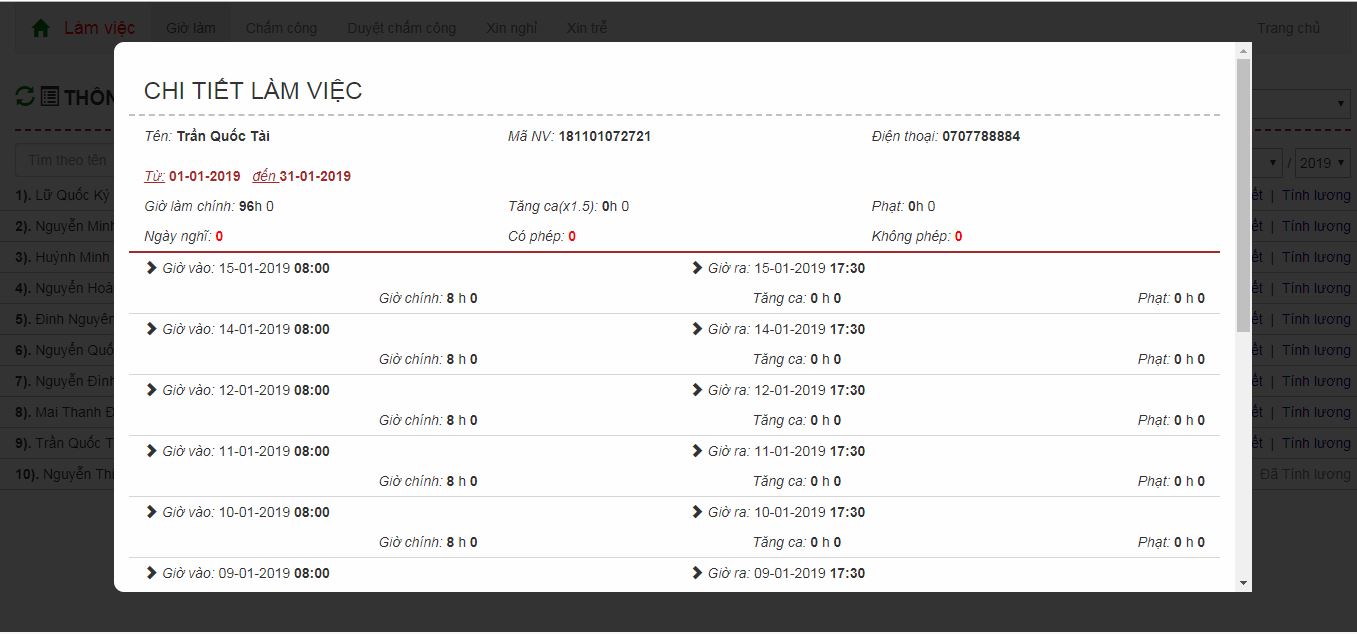 Làm việc Giờ làm Chấm công Duyệt chấm công Xin nghỉ Xin trễ Trang chủ
CHI TIẾT LÀM VIỆC
Tên: Trần Quốc Tài Mã NV: 181101072721 Điện thoại: 0707788884
Từ: 01-01-2019 đến 31-01-2019
Giờ làm chính: 96h 0 Tăng ca(x1.5): 0h 0 Phạt: 0h 0
Ngày nghĩ: 0 Có phép: 0 Không phép: 0
Giờ vào: 15-01-2019 08:00 Giờ ra: 15-01-2019 17:30
Giờ chính: 8 h 0 Tăng ca: 0 h 0 Phạt: 0 h 0
Giờ vào: 14-01-2019 08:00 Giờ ra: 14-01-2019 17:30
Giờ chính: 8 h 0 Tăng ca: 0 h 0 Phạt: 0 h 0
Giờ vào: 12-01-2019 08:00 Giờ ra: 12-01-2019 17:30
Giờ chính: 8 h 0 Tăng ca: 0 h 0 Phạt: 0 h 0
Giờ vào: 11-01-2019 08:00 Giờ ra: 11-01-2019 17:30
Giờ chính: 8 h 0 Tăng ca: 0 h 0 Phạt: 0 h 0
Giờ vào: 10-01-2019 08:00 Giờ ra: 10-01-2019 17:30
Giờ chính: 8 h 0 Tăng ca: 0 h 0 Phạt: 0 h 0
Giờ vào: 09-01-2019 08:00 Giờ ra: 09-01-2019 17:30
THÔN
Tìm theo tên / 2019
1). Lữ Quốc Ký | Tính lương
2). Nguyễn Minh | Tính lương
3). Huỳnh Minh | Tính lương
4). Nguyễn Hoà | Tính lương
5). Đinh Nguyên | Tính lương
6). Nguyễn Quố | Tính lương
7). Nguyễn Đình | Tính lương
8). Mai Thanh | Tính lương
9). Trần Quốc T | Tính lương
10). Nguyễn Th Đã Tính lương